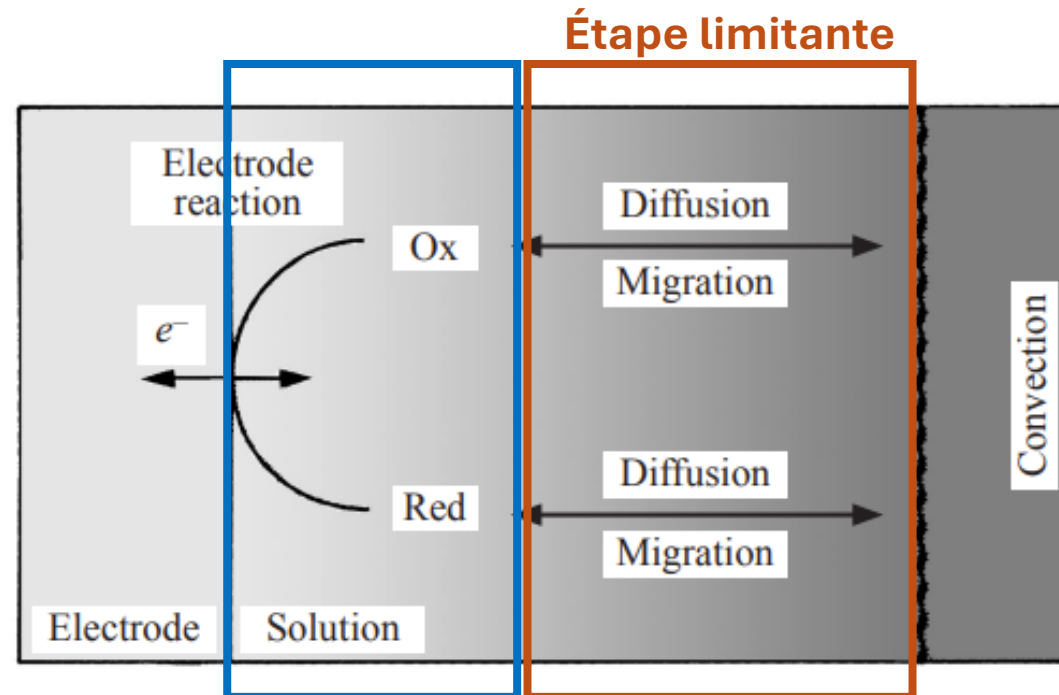 Étape limitante
Electrode
reaction
Ox
e⁻
Red
Diffusion
Migration
Diffusion
Migration
Convection
Electrode
Solution